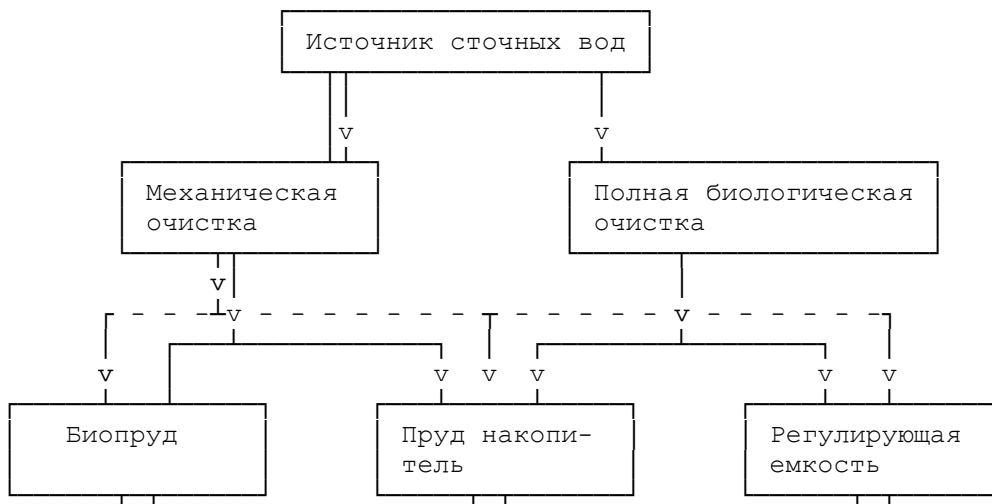 Источник сточных вод
v v
Механическая Полная биологическая
очистка очистка
v
v v
v v v v v v
Биопруд Пруд накопи- Регулирующая
тель емкость